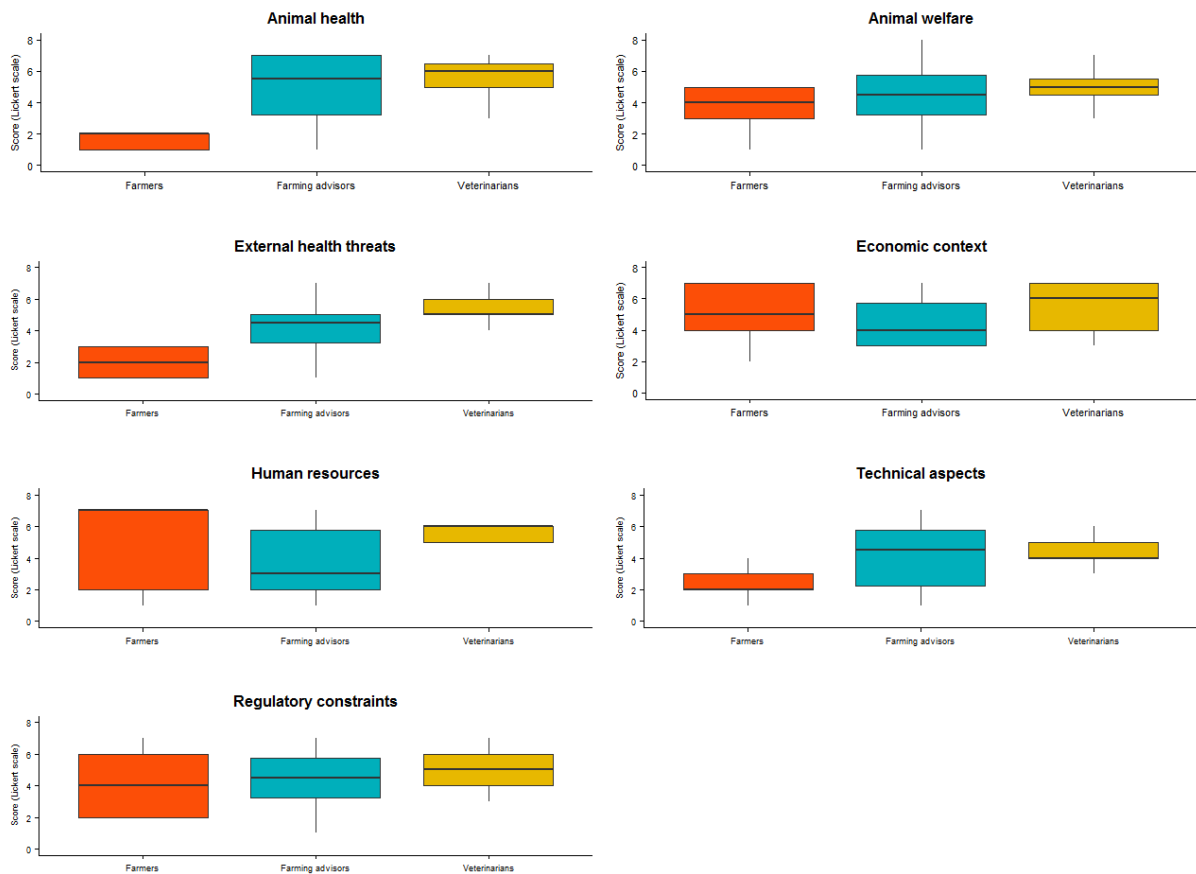 Animal health
Score (Lickert scale)
8
6
4
2
0
Farmers Farming advisors Veterinarians
Animal welfare
Score (Lickert scale)
8
6
4
2
0
Farmers Farming advisors Veterinarians
External health threats
Score (Lickert scale)
8
6
4
2
0
Farmers Farming advisors Veterinarians
Economic context
Score (Lickert scale)
8
6
4
2
0
Farmers Farming advisors Veterinarians
Human resources
Score (Lickert scale)
8
6
4
2
0
Farmers Farming advisors Veterinarians
Technical aspects
Score (Lickert scale)
8
6
4
2
0
Farmers Farming advisors Veterinarians
Regulatory constraints
Score (Lickert scale)
8
6
4
2
0
Farmers Farming advisors Veterinarians